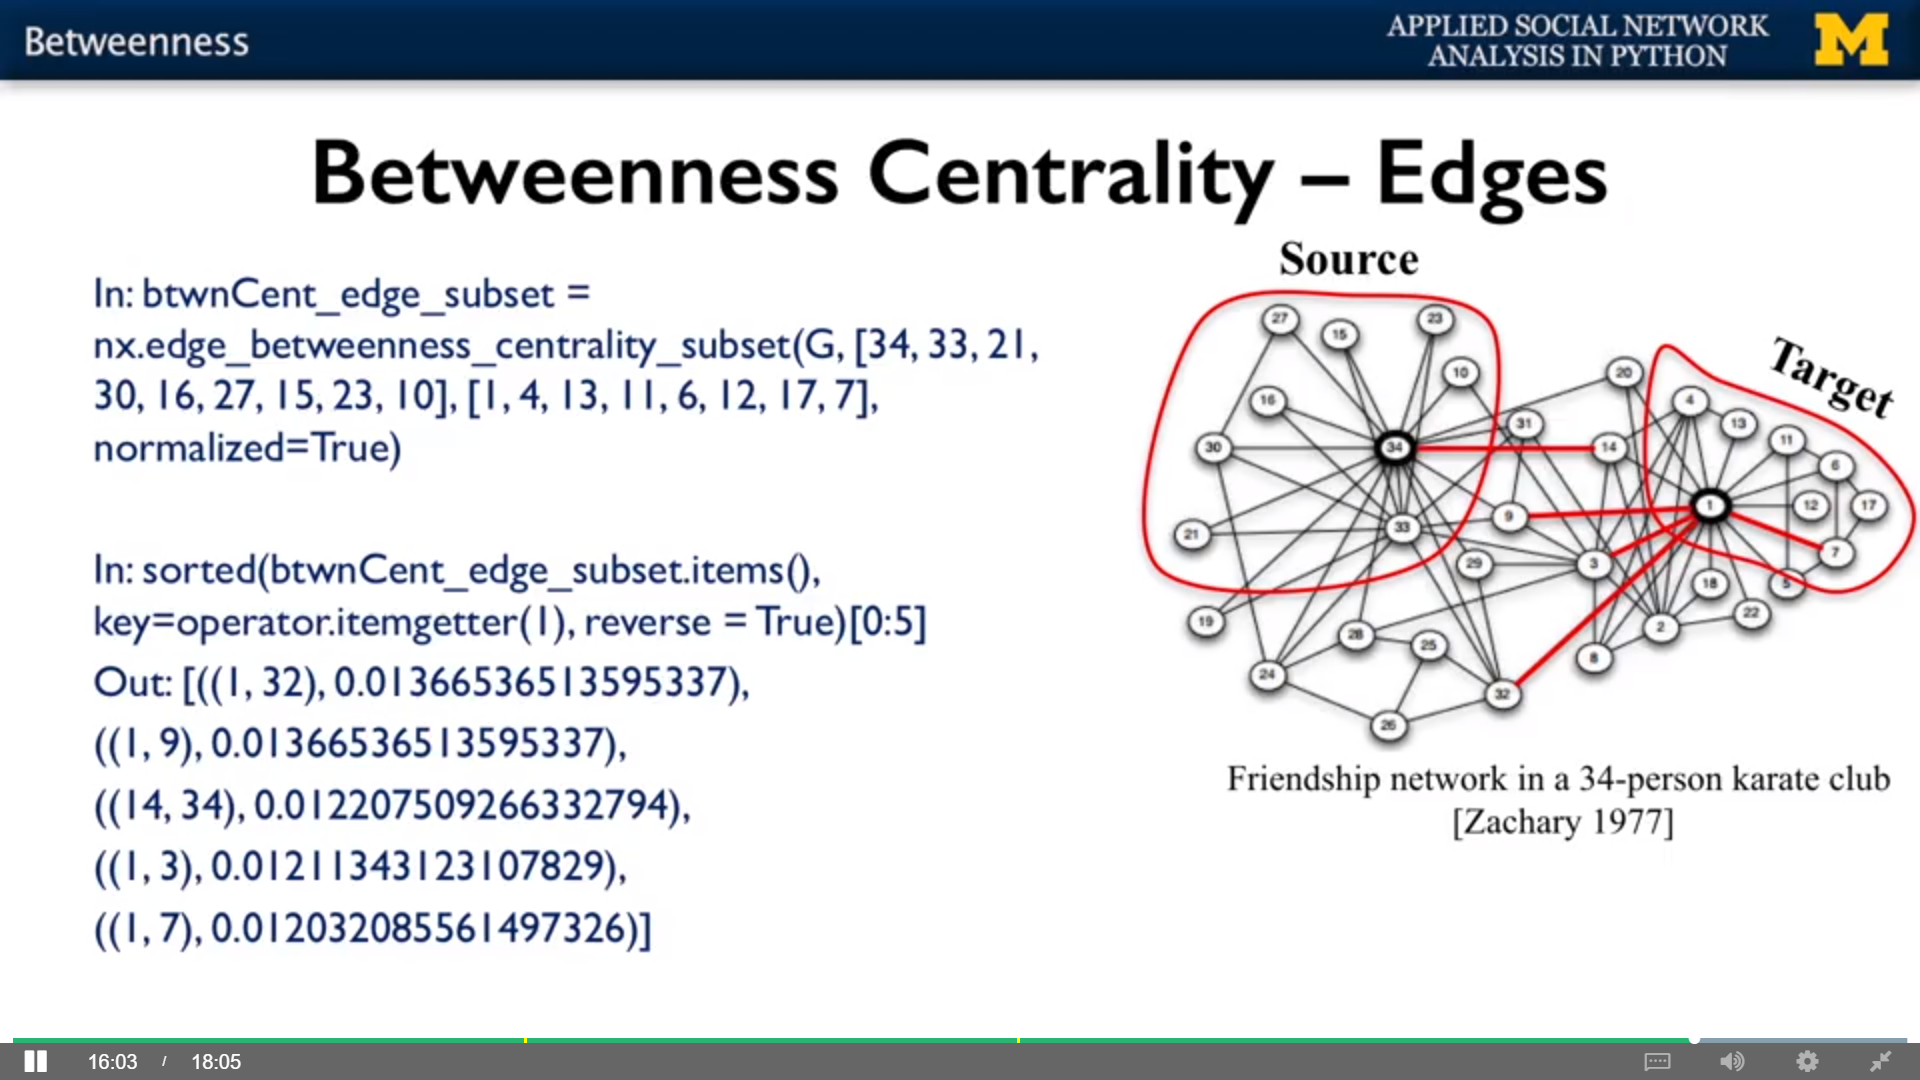 Betweenness
APPLIED SOCIAL NETWORK
ANALYSIS IN PYTHON
M
Betweenness Centrality – Edges
In: btwnCent_edge_subset =
nx.edge_betweenness_centrality_subset(G, [34, 33, 21,
30, 16, 27, 15, 23, 10], [1, 4, 13, 11, 6, 12, 17, 7],
normalized=True)
In: sorted(btwnCent_edge_subset.items(),
key=operator.itemgetter(1), reverse = True)[0:5]
Out: [((1, 32), 0.01366536513595337),
((1, 9), 0.01366536513595337),
((14, 34), 0.012207509266332794),
((1, 3), 0.01211343123107829),
((1, 7), 0.012032085561497326)]
Source
Target
27
15
23
10
20
16
4
31
13
11
30
34
14
6
1
12
17
9
21
33
7
29
3
18
5
19
28
25
2
22
8
24
32
26
Friendship network in a 34-person karate club
[Zachary 1977]
16:03 / 18:05